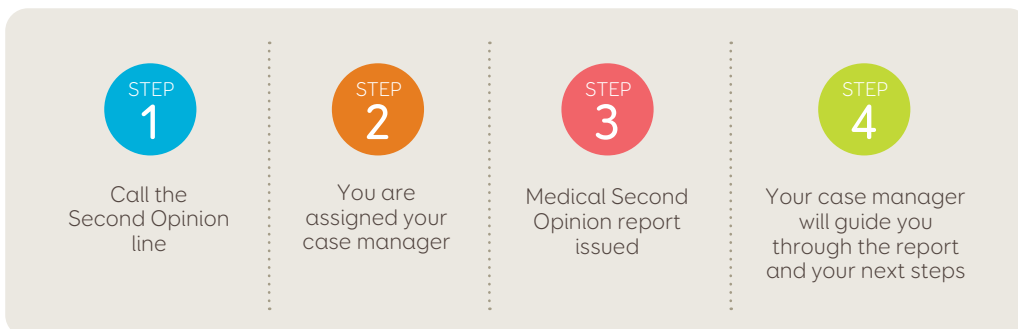 STEP
1
Call the
Second Opinion
line
STEP
2
You are
assigned your
case manager
STEP
3
Medical Second
Opinion report
issued
STEP
4
Your case manager
will guide you
through the report
and your next steps